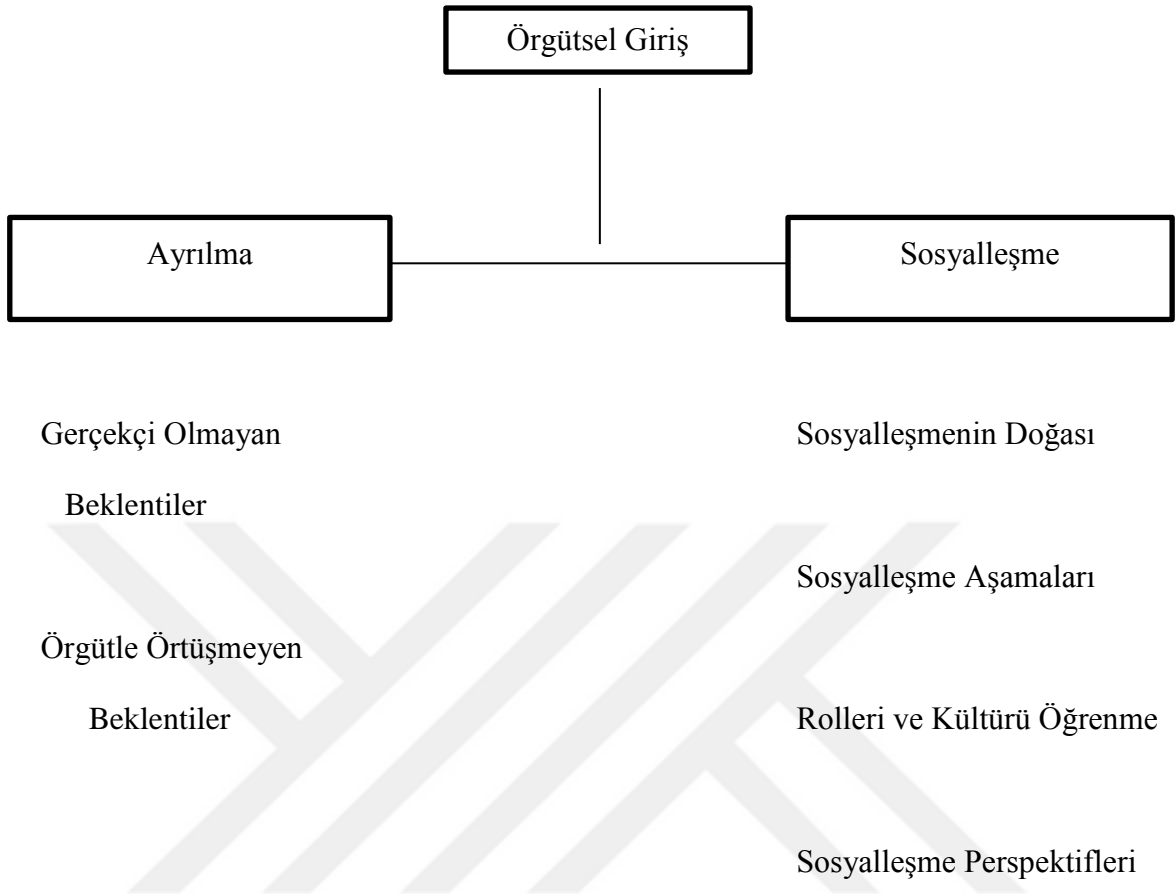 Örgütsel Giriş
Ayrılma
Sosyalleşme
Gerçekçi Olmayan
Beklentiler
Örgütle Örtüşmeyen
Beklentiler
Sosyalleşmenin Doğası
Sosyalleşme Aşamaları
Rolleri ve Kültürü Öğrenme
Sosyalleşme Perspektifleri